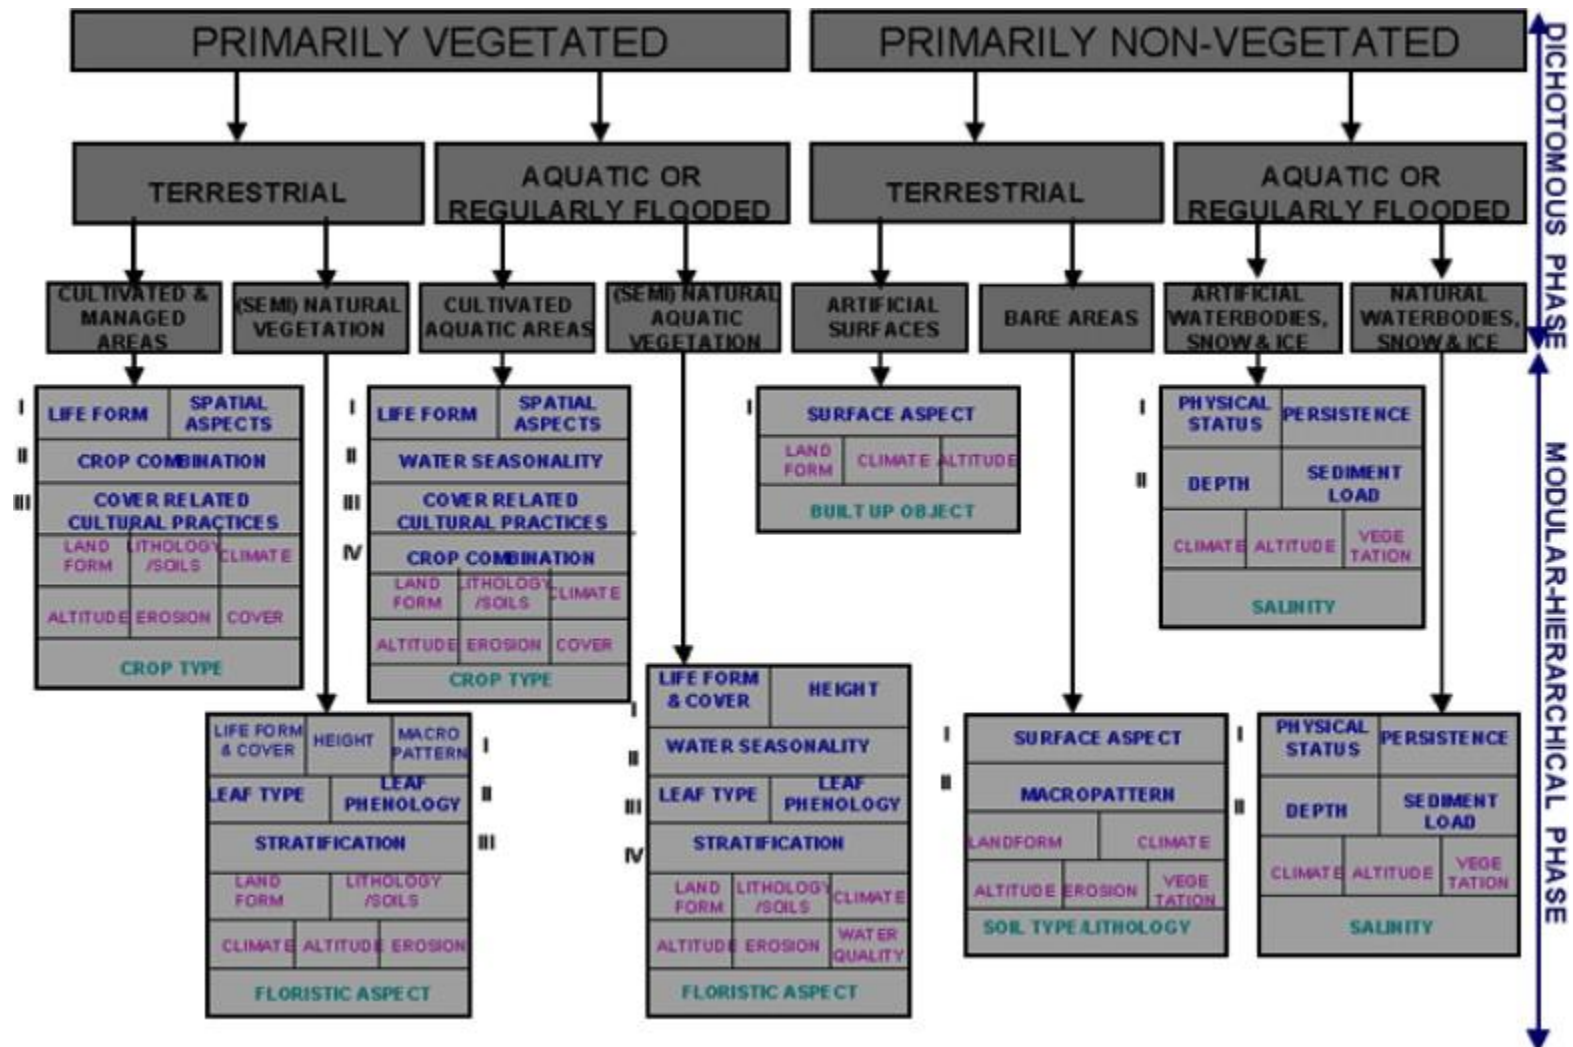 PRIMARILY VEGETATED
PRIMARILY NON-VEGETATED
DICHOTOMOUS PHASE
TERRESTRIAL
AQUATIC OR
REGULARLY FLOODED
TERRESTRIAL
AQUATIC OR
REGULARLY FLOODED
CULTIVATED &
MANAGED
AREAS
(SEMI) NATURAL
VEGETATION
CULTIVATED
AQUATIC AREAS
(SEMI) NATURAL
AQUATIC
VEGETATION
ARTIFICIAL
SURFACES
BARE AREAS
ARTIFICIAL
WATERBODIES,
SNOW & ICE
NATURAL
WATERBODIES,
SNOW & ICE
MODULAR-HIERARCHICAL PHASE
I
LIFE FORM
SPATIAL
ASPECTS
II
CROP COMBINATION
III
COVER RELATED
CULTURAL PRACTICES
LAND
FORM
LITHOLOGY
/SOILS
CLIMATE
ALTITUDE
EROSION
COVER
CROP TYPE
I
LIFE FORM
SPATIAL
ASPECTS
II
WATER SEASONALITY
III
COVER RELATED
CULTURAL PRACTICES
IV
CROP COMBINATION
LAND
FORM
LITHOLOGY
/SOILS
CLIMATE
ALTITUDE
EROSION
COVER
CROP TYPE
I
SURFACE ASPECT
LAND
FORM
CLIMATE
ALTITUDE
BUILT UP OBJECT
I
PHYSICAL
STATUS
PERSISTENCE
II
DEPTH
SEDIMENT
LOAD
CLIMATE
ALTITUDE
VEGE
TATION
SALINITY
LIFE FORM
& COVER
HEIGHT
MACRO
PATTERN
I
LEAF TYPE
LEAF
PHENOLOGY
II
STRATIFICATION
III
LAND
FORM
LITHOLOGY
/SOILS
CLIMATE
ALTITUDE
EROSION
FLORISTIC ASPECT
LIFE FORM
& COVER
HEIGHT
I
WATER SEASONALITY
II
LEAF TYPE
LEAF
PHENOLOGY
III
STRATIFICATION
IV
LAND
FORM
LITHOLOGY
/SOILS
CLIMATE
ALTITUDE
EROSION
WATER
QUALITY
FLORISTIC ASPECT
I
SURFACE ASPECT
II
MACROPATTERN
LANDFORM
CLIMATE
ALTITUDE
EROSION
VEGE
TATION
SOIL TYPE/LITHOLOGY
I
PHYSICAL
STATUS
PERSISTENCE
II
DEPTH
SEDIMENT
LOAD
CLIMATE
ALTITUDE
VEGE
TATION
SALINITY